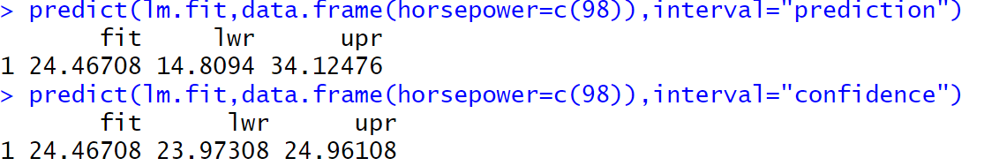 > predict(lm.fit,data.frame(horsepower=c(98)),interval="prediction")
fit lwr upr
1 24.46708 14.8094 34.12476
> predict(lm.fit,data.frame(horsepower=c(98)),interval="confidence")
fit lwr upr
1 24.46708 23.97308 24.96108